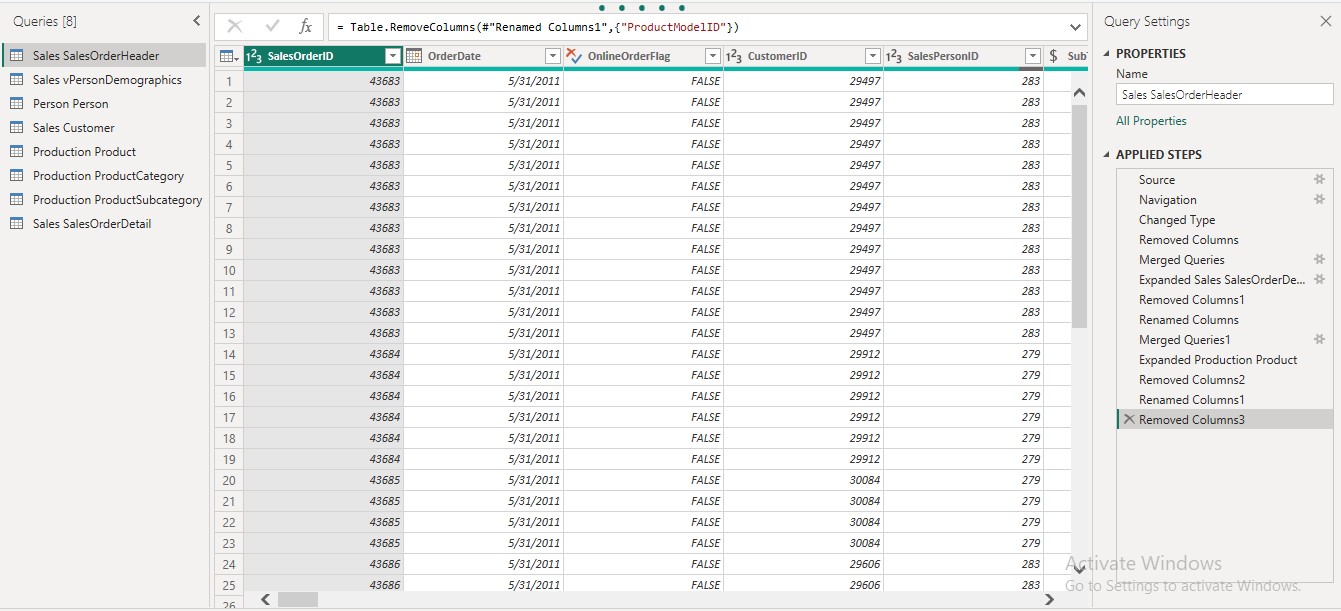 Queries [8]
Sales SalesOrderHeader
Sales vPersonDemographics
Person Person
Sales Customer
Production Product
Production ProductCategory
Production ProductSubcategory
Sales SalesOrderDetail
fx = Table.RemoveColumns(#"Renamed Columns1",{"ProductModelID"})
123 SalesOrderID OrderDate OnlineOrderFlag 123 CustomerID 123 SalesPersonID $ SubT
1 43683 5/31/2011 FALSE 29497 283
2 43683 5/31/2011 FALSE 29497 283
3 43683 5/31/2011 FALSE 29497 283
4 43683 5/31/2011 FALSE 29497 283
5 43683 5/31/2011 FALSE 29497 283
6 43683 5/31/2011 FALSE 29497 283
7 43683 5/31/2011 FALSE 29497 283
8 43683 5/31/2011 FALSE 29497 283
9 43683 5/31/2011 FALSE 29497 283
10 43683 5/31/2011 FALSE 29497 283
11 43683 5/31/2011 FALSE 29497 283
12 43683 5/31/2011 FALSE 29497 283
13 43683 5/31/2011 FALSE 29497 283
14 43684 5/31/2011 FALSE 29912 279
15 43684 5/31/2011 FALSE 29912 279
16 43684 5/31/2011 FALSE 29912 279
17 43684 5/31/2011 FALSE 29912 279
18 43684 5/31/2011 FALSE 29912 279
19 43684 5/31/2011 FALSE 29912 279
20 43685 5/31/2011 FALSE 30084 279
21 43685 5/31/2011 FALSE 30084 279
22 43685 5/31/2011 FALSE 30084 279
23 43685 5/31/2011 FALSE 30084 279
24 43686 5/31/2011 FALSE 29606 283
25 43686 5/31/2011 FALSE 29606 283
26
Query Settings
PROPERTIES
Name
Sales SalesOrderHeader
All Properties
APPLIED STEPS
Source
Navigation
Changed Type
Removed Columns
Merged Queries
Expanded Sales SalesOrderDe...
Removed Columns1
Renamed Columns
Merged Queries1
Expanded Production Product
Removed Columns2
Renamed Columns1
Removed Columns3
Activate Windows
Go to Settings to activate Windows.